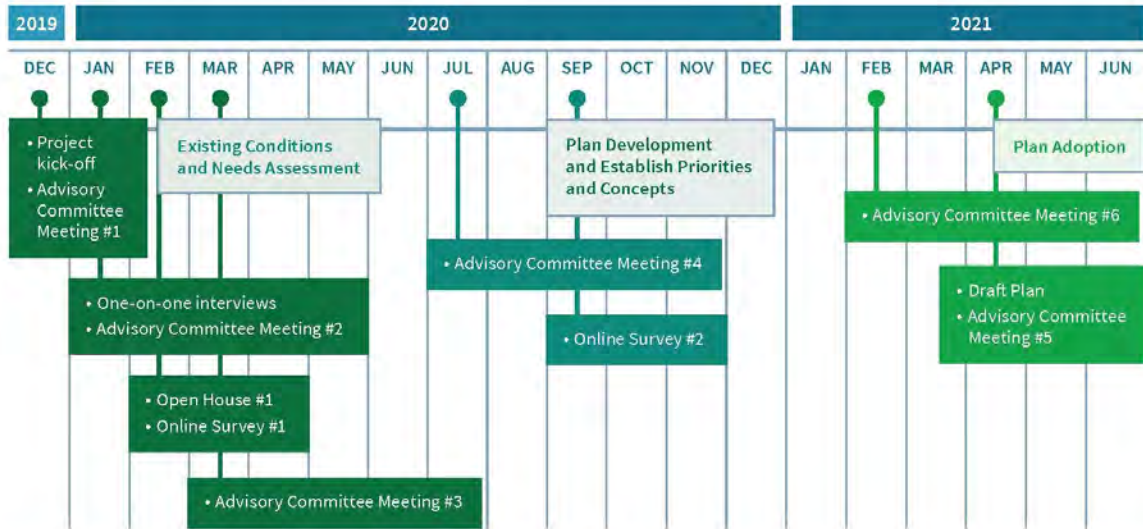 2019
2020
2021
DEC
JAN
FEB
MAR
APR
MAY
JUN
JUL
AUG
SEP
OCT
NOV
DEC
JAN
FEB
MAR
APR
MAY
JUN
• Project
kick-off
• Advisory
Committee
Meeting #1
Existing Conditions
and Needs Assessment
Plan Development
and Establish Priorities
and Concepts
Plan Adoption
• Advisory Committee Meeting #6
• Advisory Committee Meeting #4
• One-on-one interviews
• Advisory Committee Meeting #2
• Draft Plan
• Advisory Committee
Meeting #5
• Online Survey #2
• Open House #1
• Online Survey #1
• Advisory Committee Meeting #3